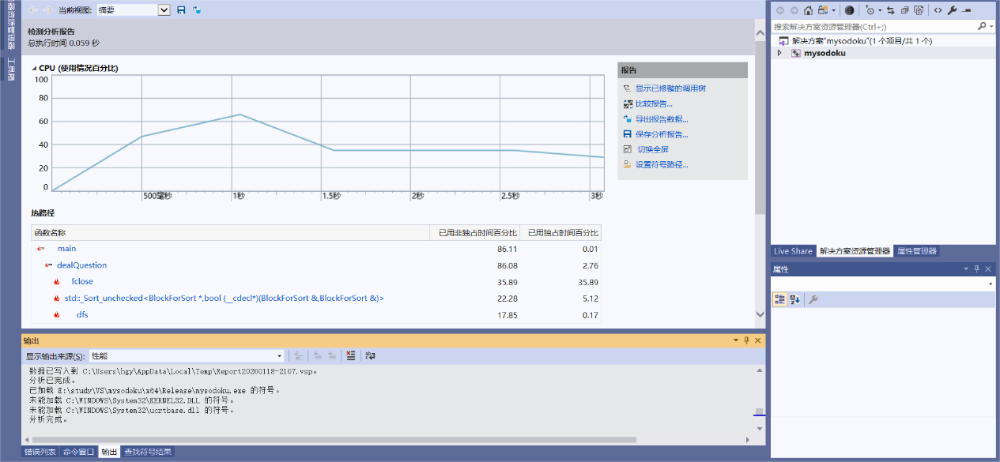 当前视图: 摘要
检测分析报告
总执行时间 0.059 秒
CPU (使用情况百分比)
100
80
60
40
20
0
500毫秒
1秒
1.5秒
2秒
2.5秒
3秒
报告
显示已修整的调用树
比较报告...
导出报告数据...
保存分析报告...
切换全屏
设置符号路径...
热路径
函数名称 已用非独占时间百分比 已用独占时间百分比
main 86.11 0.01
dealQuestion 86.08 2.76
fclose 35.89 35.89
std::_Sort_unchecked<BlockForSort *,bool (__cdecl*)(BlockForSort &,BlockForSort &)> 22.28 5.12
dfs 17.85 0.17
输出
显示输出来源(S): 性能
数据已写入到 C:\Users\hgy\AppData\Local\Temp\Report20200118-2107.vsp。
分析已完成。
已加载 E:\study\VS\mysodoku\x64\Release\mysodoku.exe 的符号。
未能加载 C:\WINDOWS\System32\KERNEL32.DLL 的符号。
未能加载 C:\WINDOWS\System32\ucrtbase.dll 的符号。
分析完成。
错误列表 命令窗口 输出 查找符号结果
搜索解决方案资源管理器(Ctrl+;)
解决方案"mysodoku"(1 个项目/共 1 个)
mysodoku
Live Share 解决方案资源管理器 属性管理器
属性